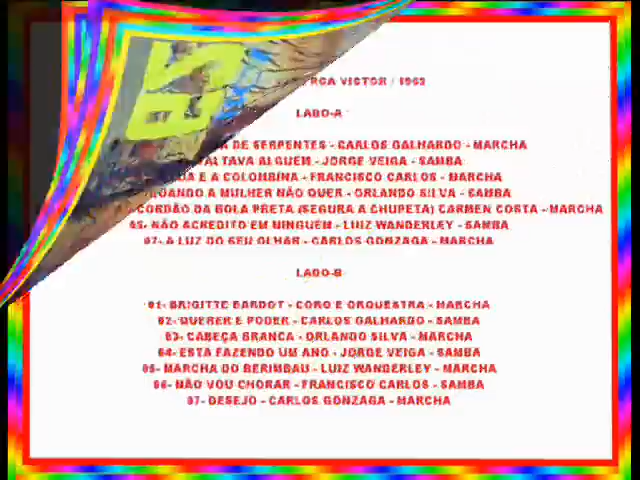 RCA VICTOR / 1962
LADO-A
DE SERPENTES - CARLOS GALHARDO - MARCHA
FALTAVA ALGUEM - JORGE VEIGA - SAMBA
E A COLOMBINA - FRANCISCO CARLOS - MARCHA
QUANDO A MULHER NÃO QUER - ORLANDO SILVA - SAMBA
CORDÃO DA BOLA PRETA (SEGURA A CHUPETA) CARMEN COSTA - MARCHA
NÃO ACREDITO EM NINGUEM - LUIZ WANDERLEY - SAMBA
07- A LUZ DO SEU OLHAR - CARLOS GONZAGA - MARCHA
LADO-B
01- BRIGITTE BARDOT - CORO E ORQUESTRA - MARCHA
02- QUERER E PODER - CARLOS GALHARDO - SAMBA
03- CABEÇA BRANCA - ORLANDO SILVA - MARCHA
04- ESTA FAZENDO UM ANO - JORGE VEIGA - SAMBA
05- MARCHA DO BERIMBAU - LUIZ WANDERLEY - MARCHA
06- NÃO VOU CHORAR - FRANCISCO CARLOS - SAMBA
07- DESEJO - CARLOS GONZAGA - MARCHA